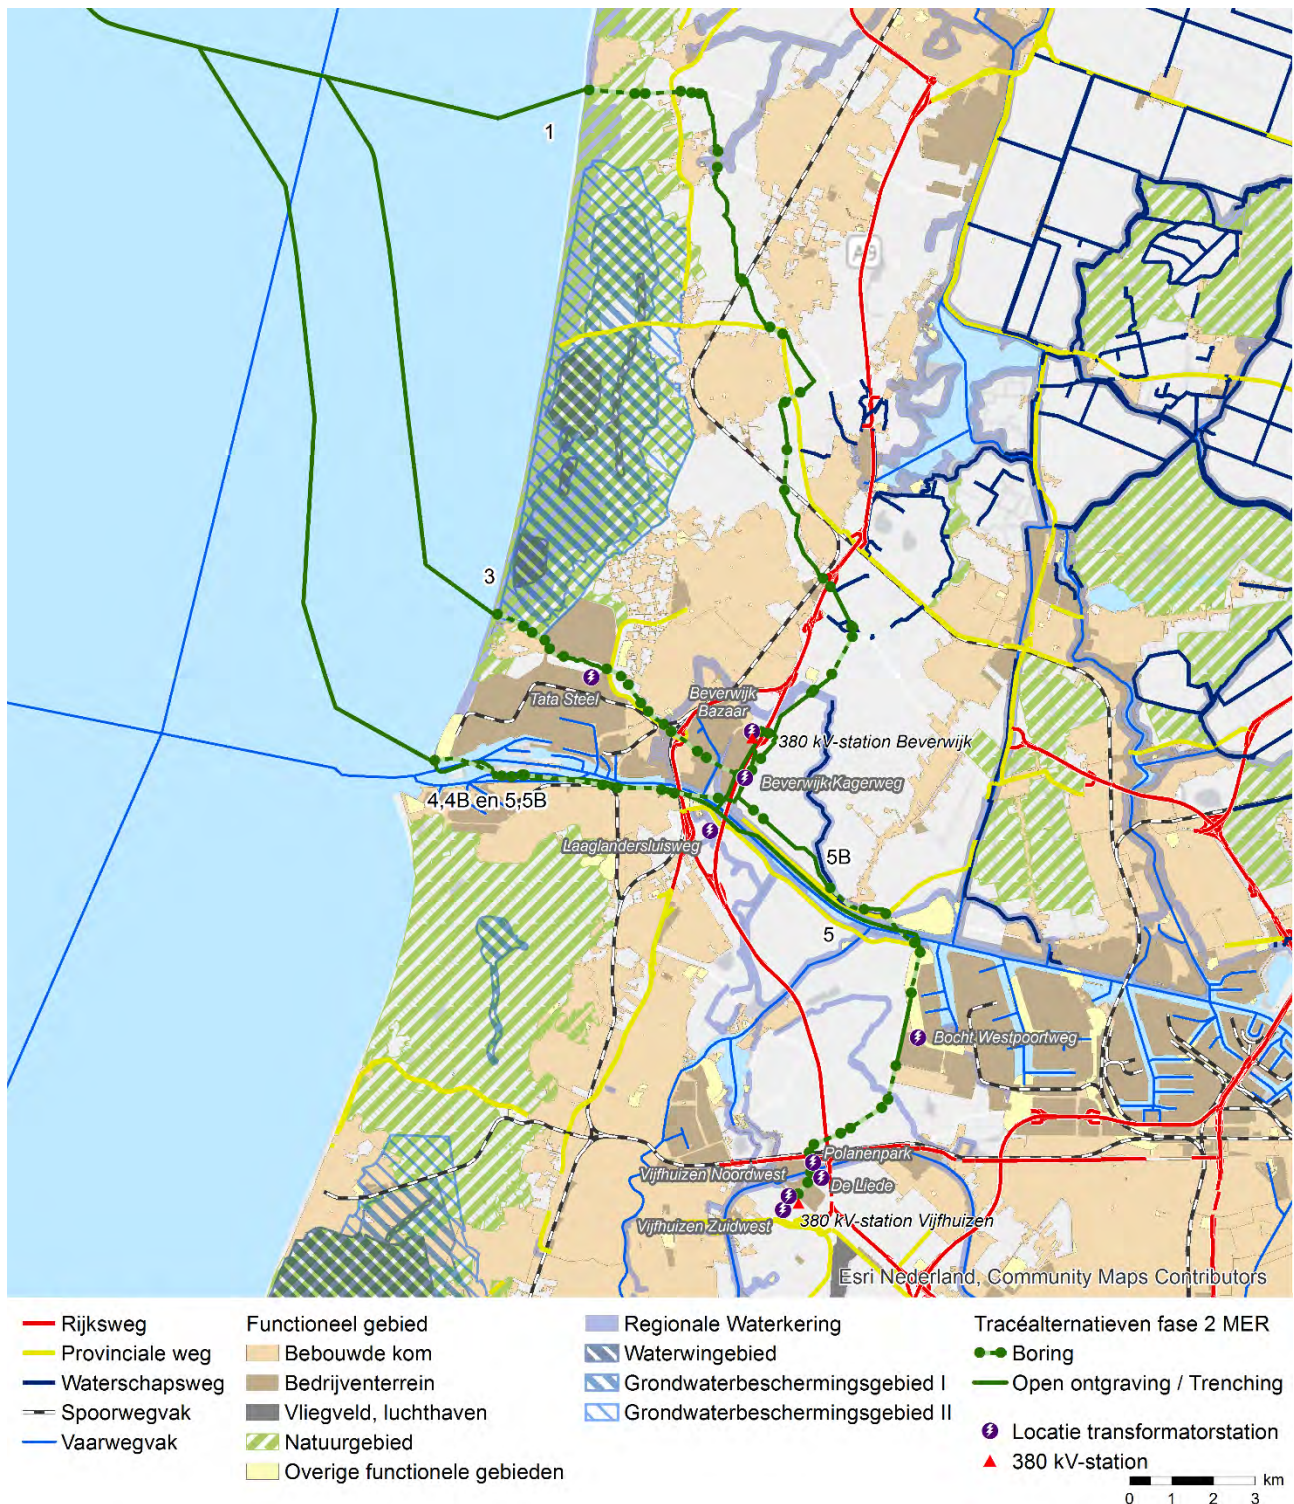 A9
1
3
Tata Steel
Beverwijk
Bazaar
380 kV-station Beverwijk
Beverwijk Kagerweg
4,4B en 5,5B
Laaglandersluisweg
5B
5
Bocht Westpoortweg
Polanenpark
Vijfhuizen Noordwest
De Liede
Vijfhuizen Zuidwest
380 kV-station Vijfhuizen
Esri Nederland, Community Maps Contributors
Rijksweg
Provinciale weg
Waterschapsweg
Spoorwegvak
Vaarwegvak
Functioneel gebied
Bebouwde kom
Bedrijventerrein
Vliegveld, luchthaven
Natuurgebied
Overige functionele gebieden
Regionale Waterkering
Waterwingebied
Grondwaterbeschermingsgebied I
Grondwaterbeschermingsgebied II
Tracéalternatieven fase 2 MER
Boring
Open ontgraving / Trenching
Locatie transformatorstation
380 kV-station
km
0 1 2 3